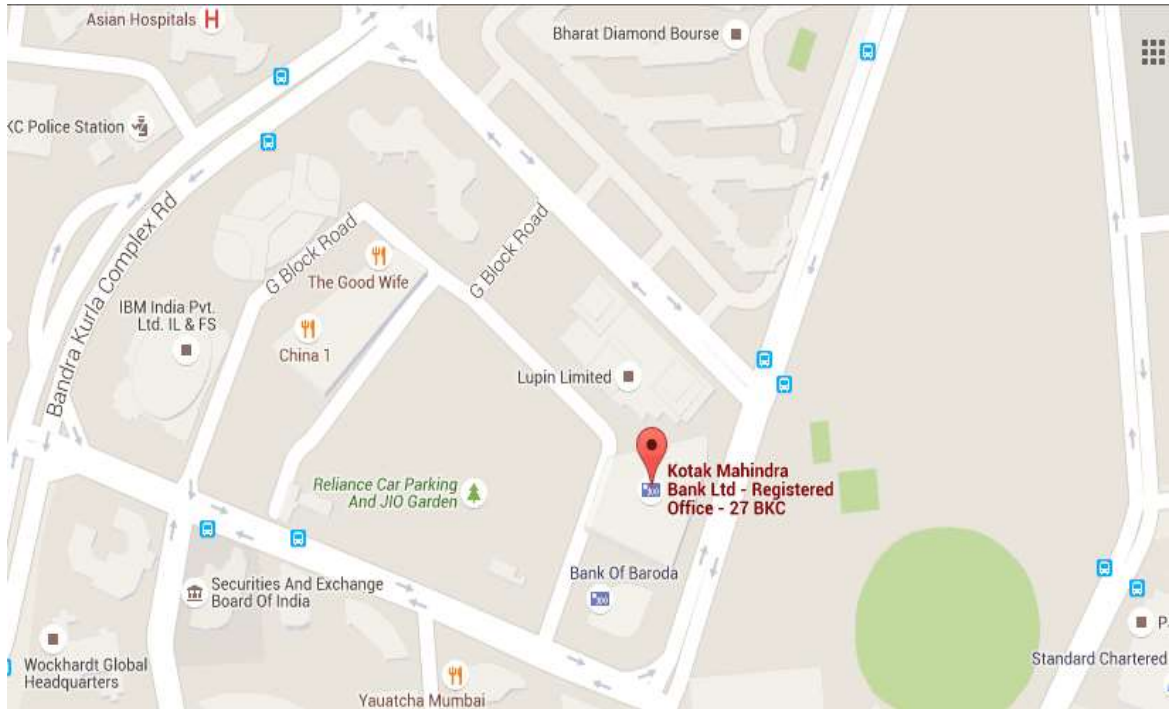 Asian Hospitals
H
Bharat Diamond Bourse
KC Police Station
Bandra Kurla Complex Rd
G Block Road
G Block Road
The Good Wife
IBM India Pvt.
Ltd. IL & FS
China 1
Lupin Limited
Kotak Mahindra
Bank Ltd - Registered
Office - 27 BKC
Reliance Car Parking
And JIO Garden
Bank Of Baroda
Securities And Exchange
Board Of India
Wockhardt Global
Headquarters
Yauatcha Mumbai
Standard Chartered